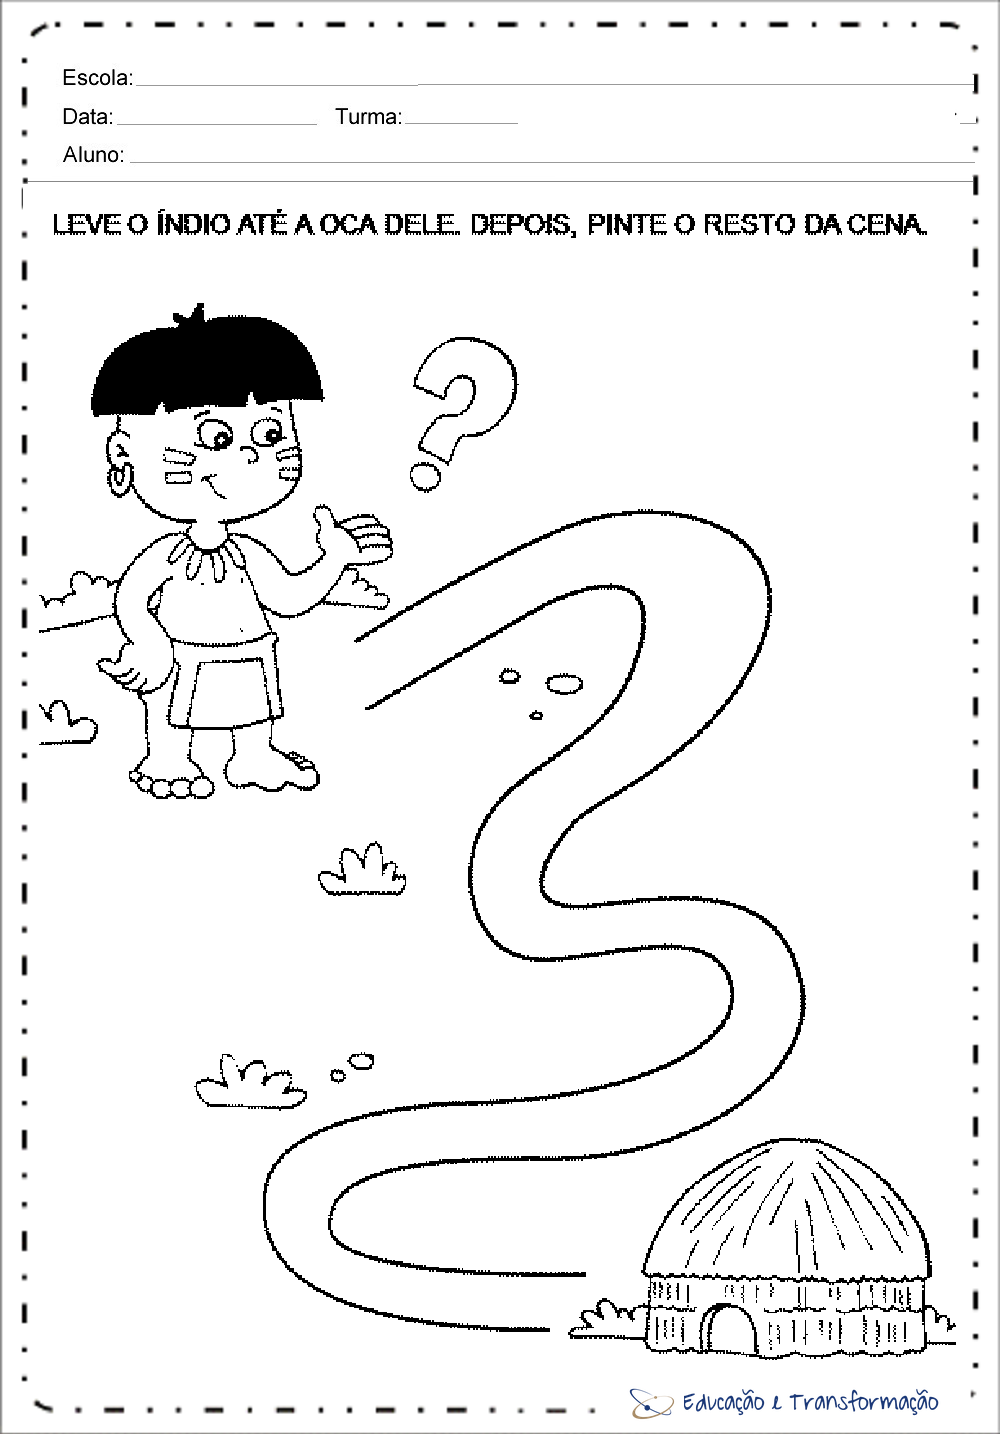 Escola:
Data: Turma:
Aluno:
LEVE O ÍNDIO ATÉ A OCA DELE. DEPOIS, PINTE O RESTO DA CENA.
?
Educação e Transformação